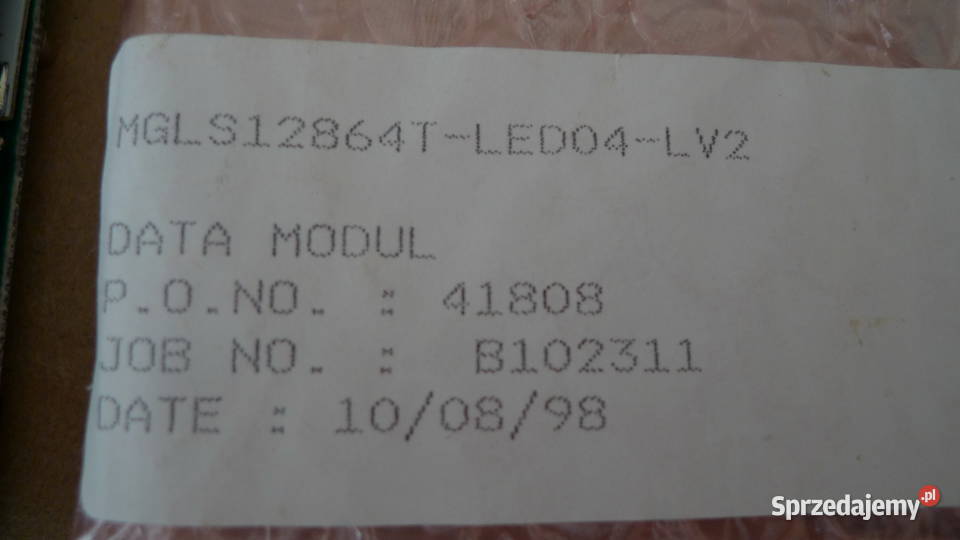 MGLS12864T-LED04-LV2
DATA MODUL
P.O.NO. : 41808
JOB NO. : B102311
DATE : 10/08/98
Sprzedajemy.pl